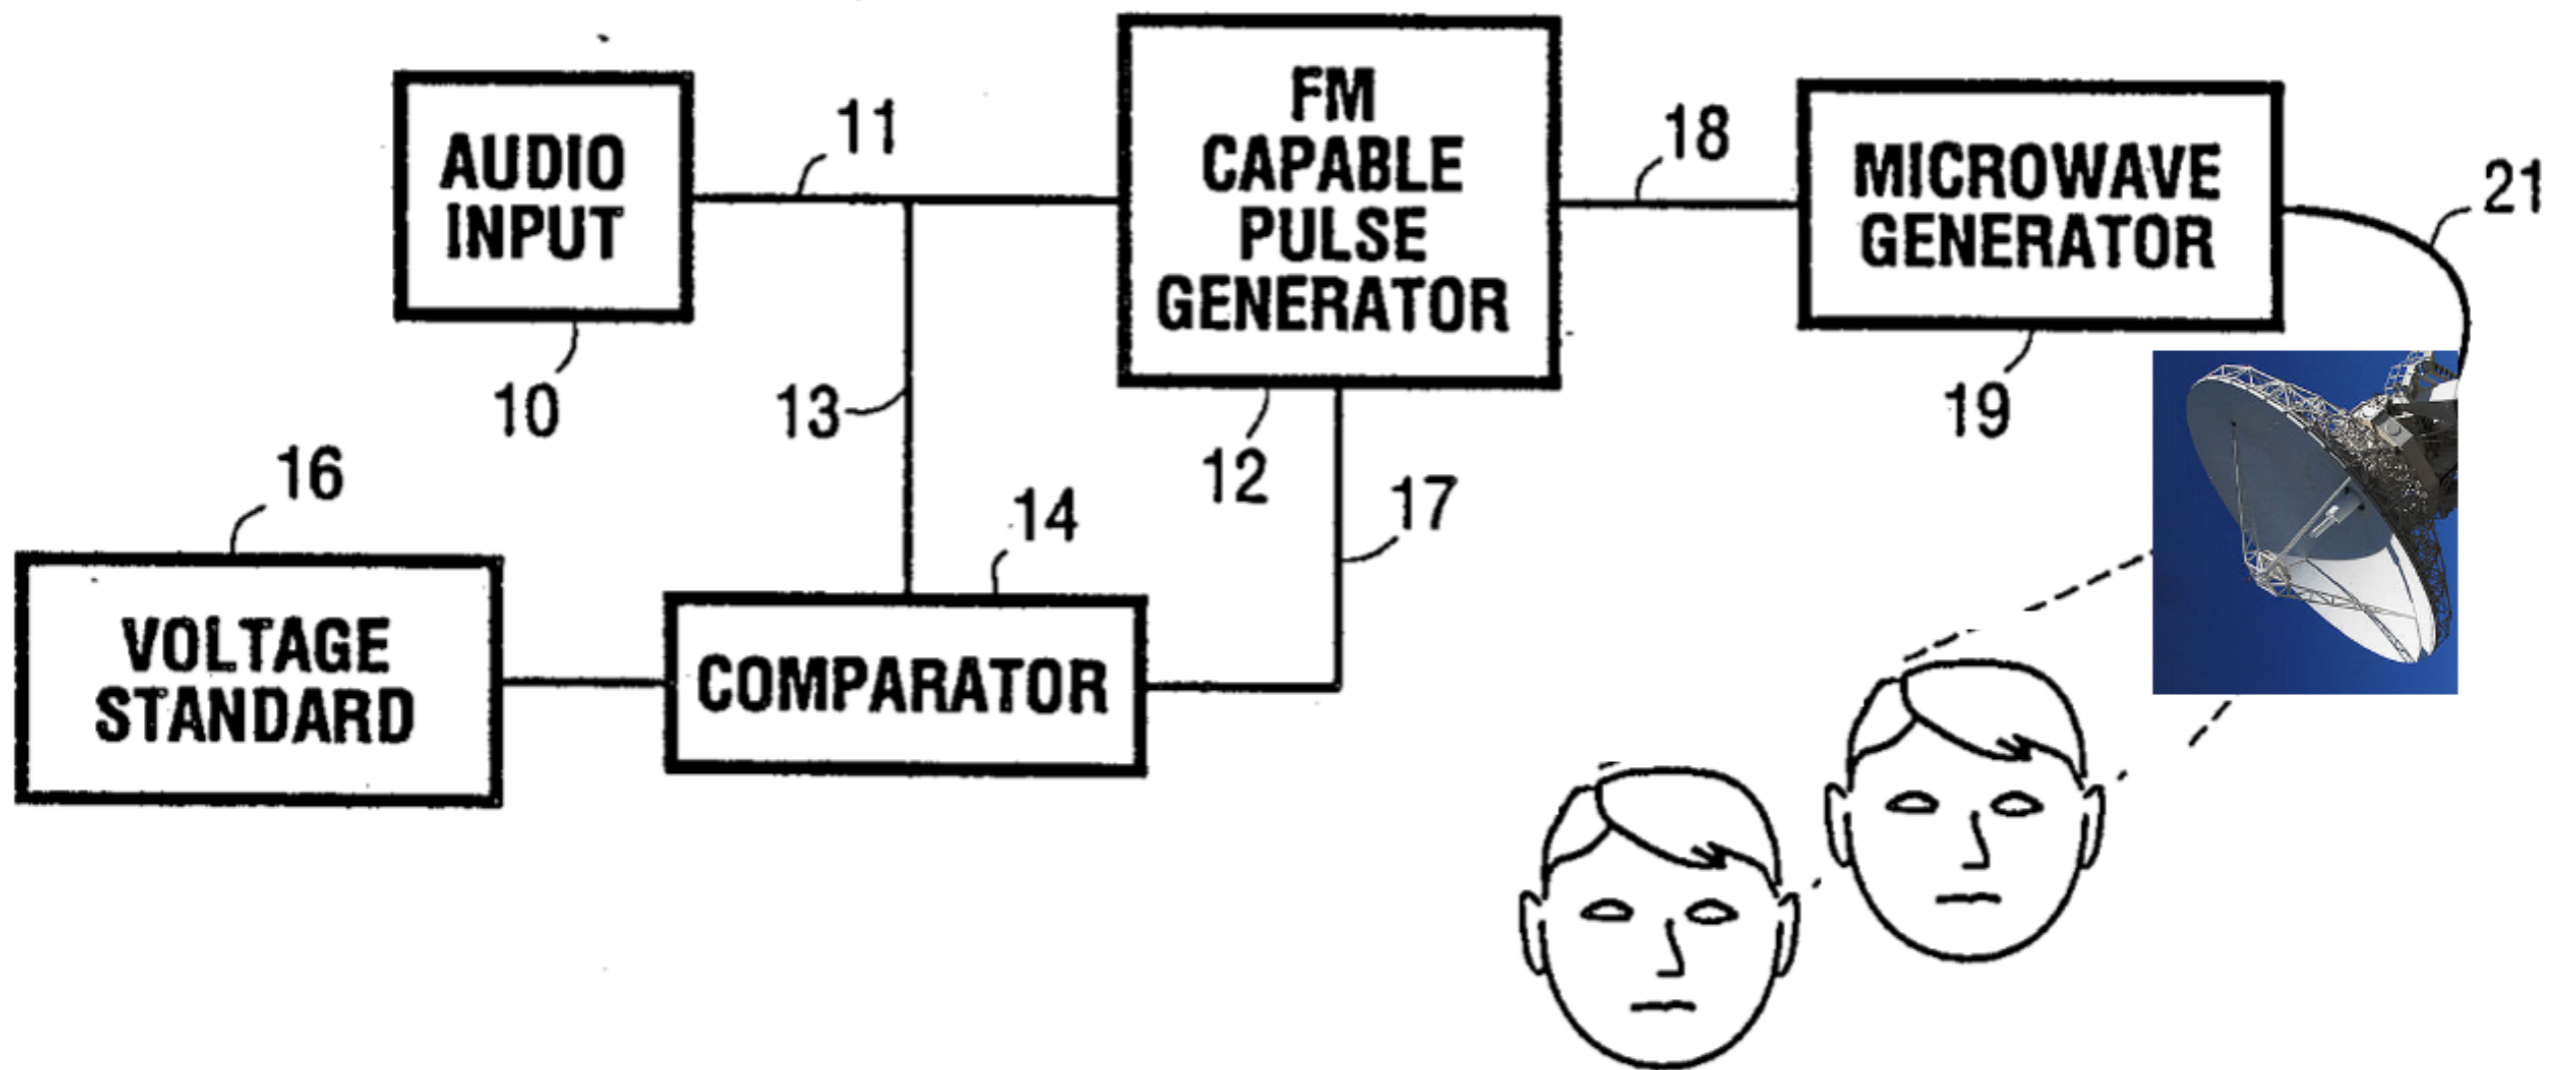 AUDIO
INPUT
10
11
FM
CAPABLE
PULSE
GENERATOR
12
18
MICROWAVE
GENERATOR
19
21
13
16
VOLTAGE
STANDARD
14
COMPARATOR
17